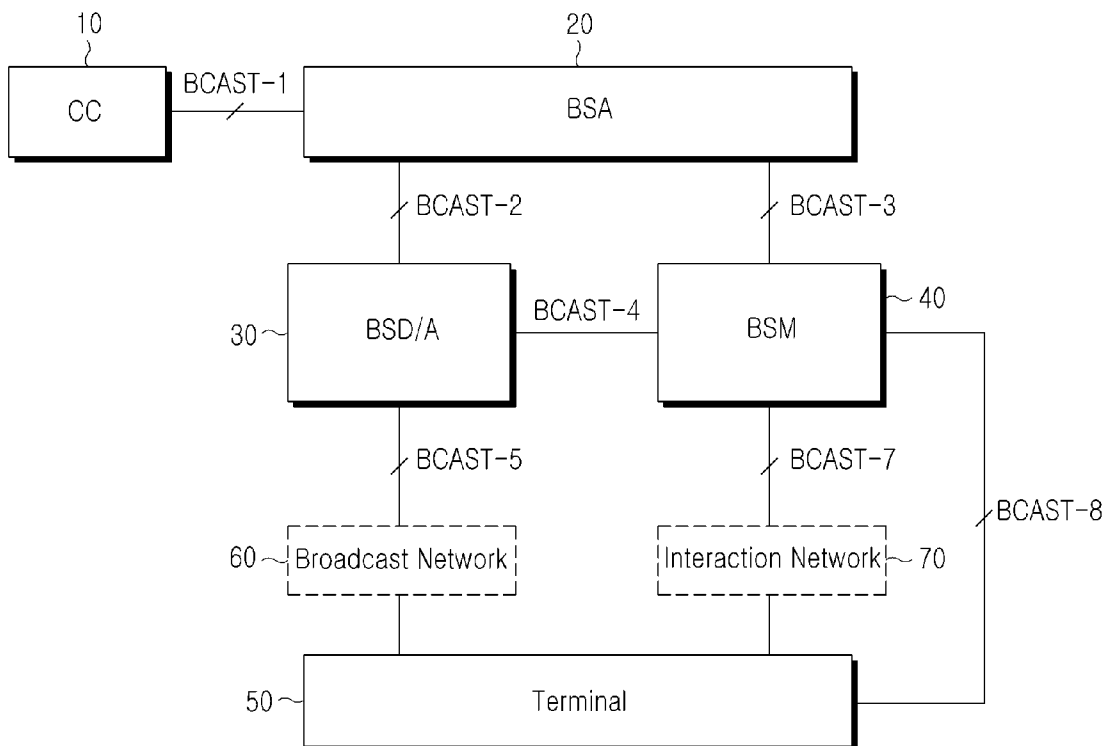 10
20
CC
BCAST-1
BSA
BCAST-2
BCAST-3
30
BSD/A
BCAST-4
BSM
40
BCAST-5
BCAST-7
BCAST-8
60
Broadcast Network
Interaction Network
70
50
Terminal